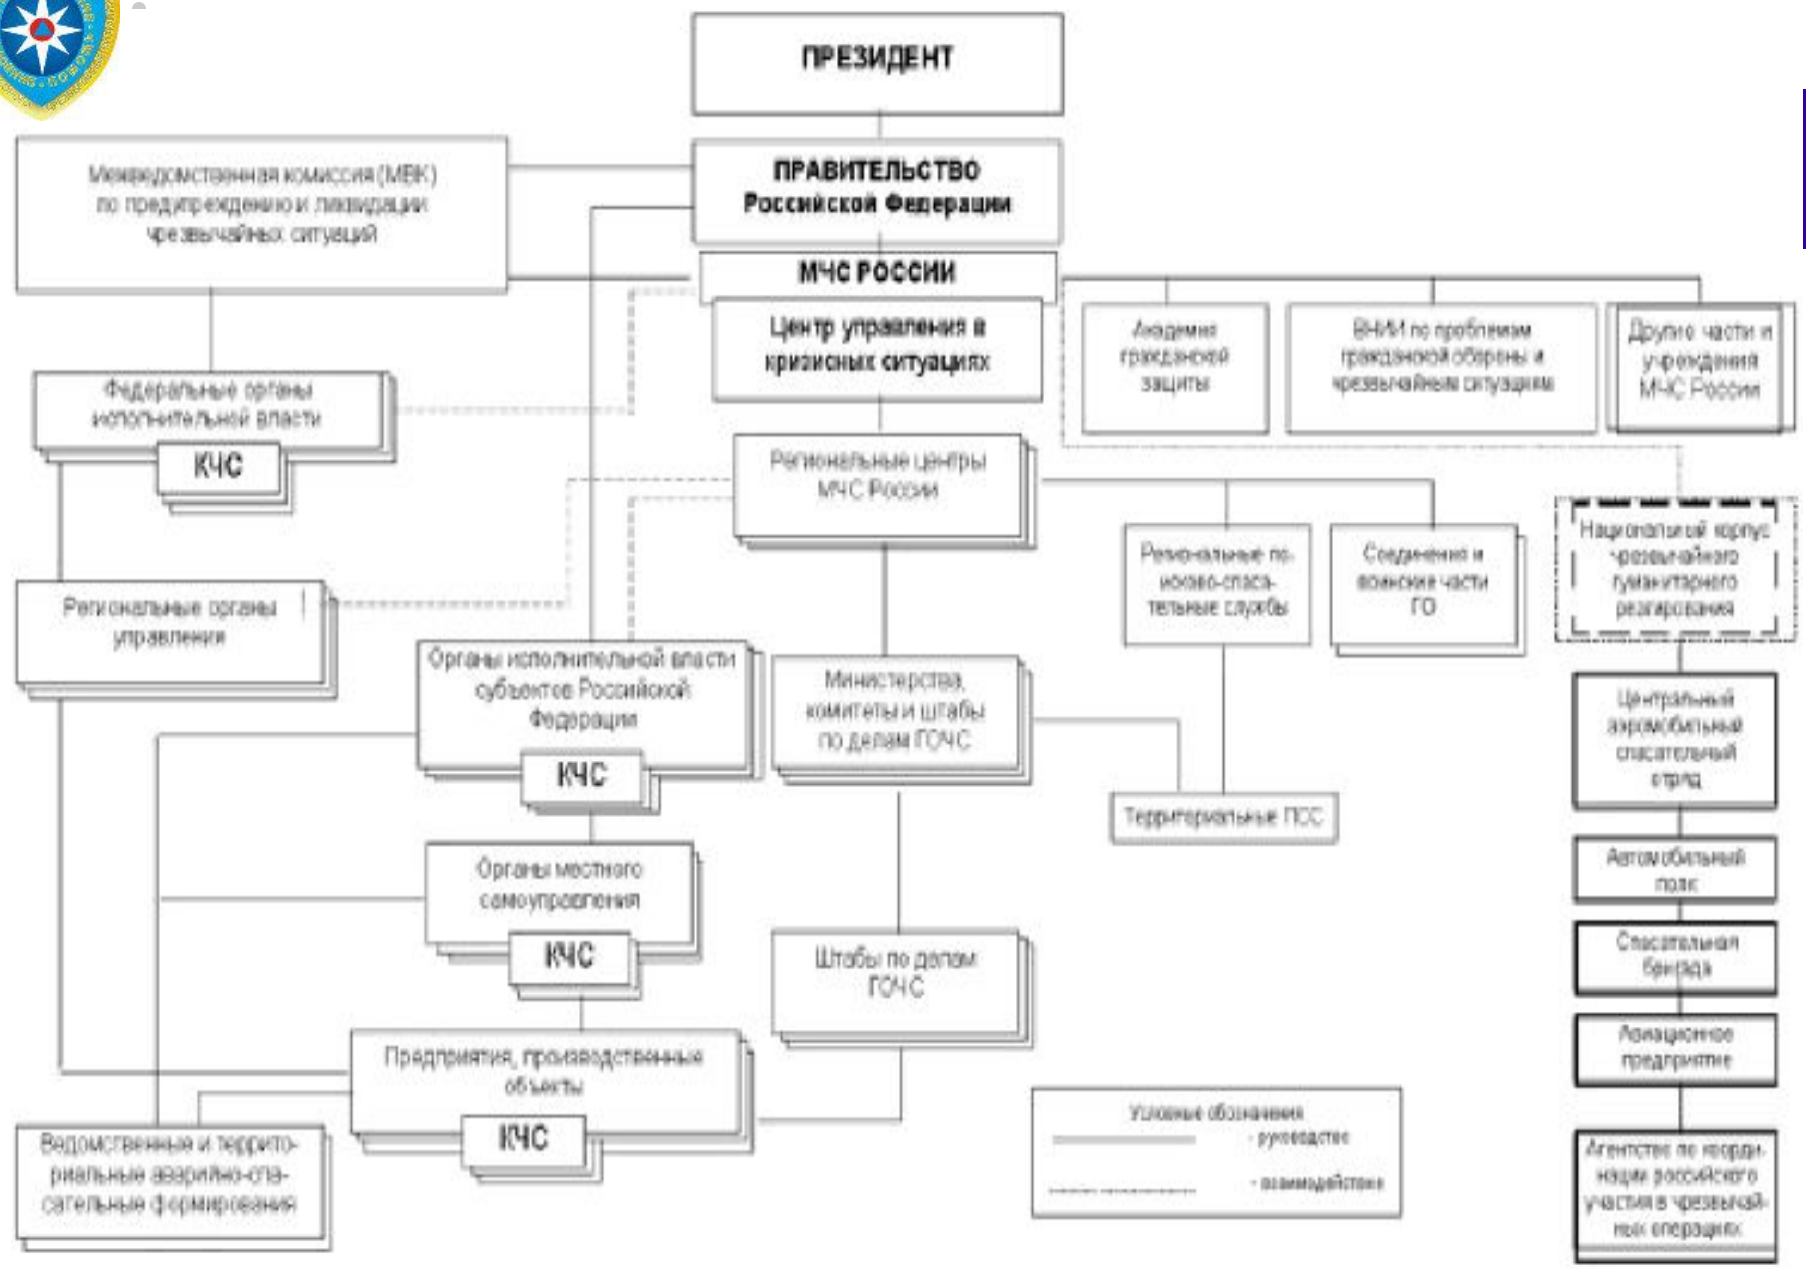 ПРЕЗИДЕНТ
Межведомственная комиссия (МВК)
по предупреждению и ликвидации
чрезвычайных ситуаций
ПРАВИТЕЛЬСТВО
Российской Федерации
МЧС РОССИИ
Центр управления в
кризисных ситуациях
Академия
гражданской
защиты
ВНИИ по проблемам
гражданской обороны и
чрезвычайным ситуациям
Другие части и
учреждения
МЧС России
Федеральные органы
исполнительной власти
КЧС
Региональные центры
МЧС России
Региональные по-
исково-спаса-
тельные службы
Соединения и
воинские части
ГО
Национальный корпус
чрезвычайного
гуманитарного
реагирования
Региональные органы
управления
Органы исполнительной власти
субъектов Российской
Федерации
КЧС
Министерства,
комитеты и штабы
по делам ГОЧС
Центральный
аэромобильный
спасательный
отряд
Территориальные ПСС
Автомобильный
полк
Органы местного
самоуправления
КЧС
Штабы по делам
ГОЧС
Спасательная
бригада
Авиационное
предприятие
Предприятия, производственные
объекты
КЧС
Ведомственные и террито-
риальные аварийно-спа-
сательные формирования
Условные обозначения
- руководство
- взаимодействие
Агентство по коорди-
нации российского
участия в чрезвычай-
ных операциях